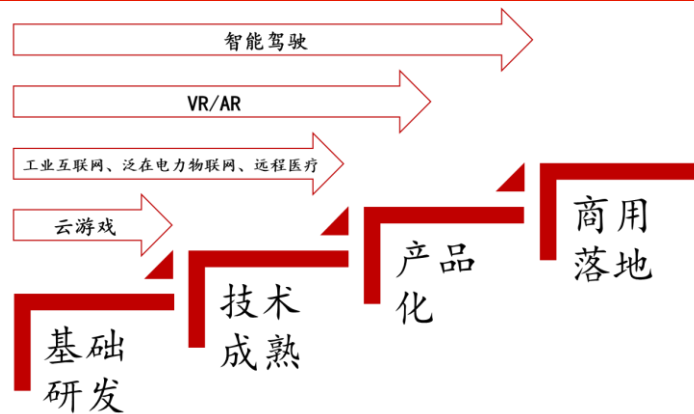 智能驾驶
VR/AR
工业互联网、泛在电力物联网、远程医疗
云游戏
商用
落地
产品
化
技术
成熟
基础
研发